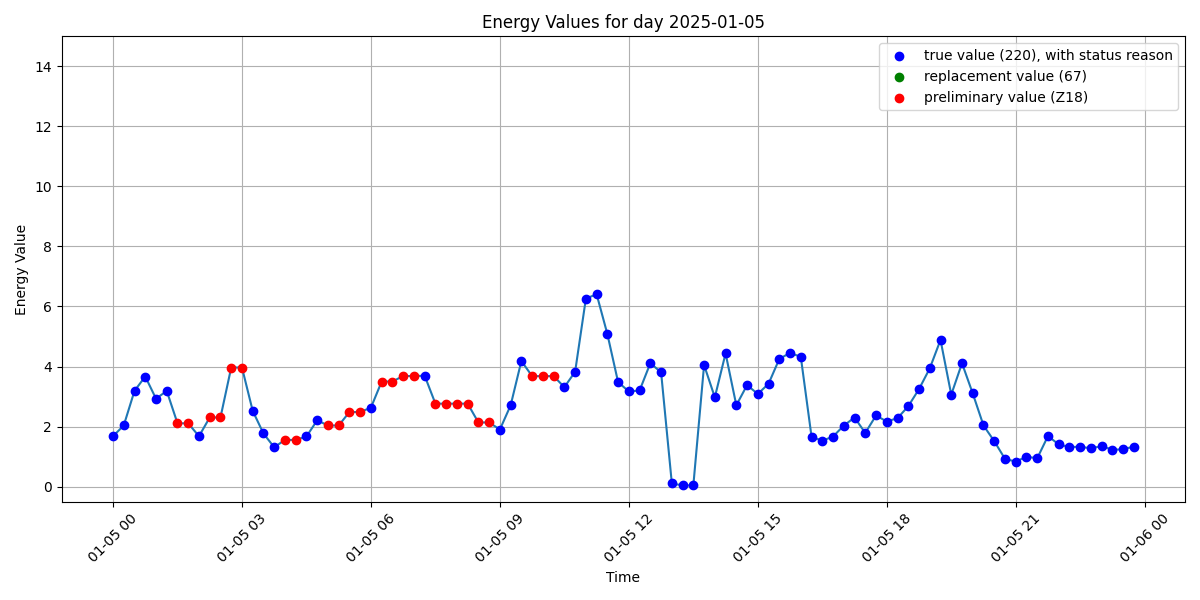 Energy Values for day 2025-01-05
true value (220), with status reason
replacement value (67)
preliminary value (Z18)
14
12
10
8
6
4
2
0
Energy Value
01-05 00
01-05 03
01-05 06
01-05 09
01-05 12
01-05 15
01-05 18
01-05 21
01-06 00
Time